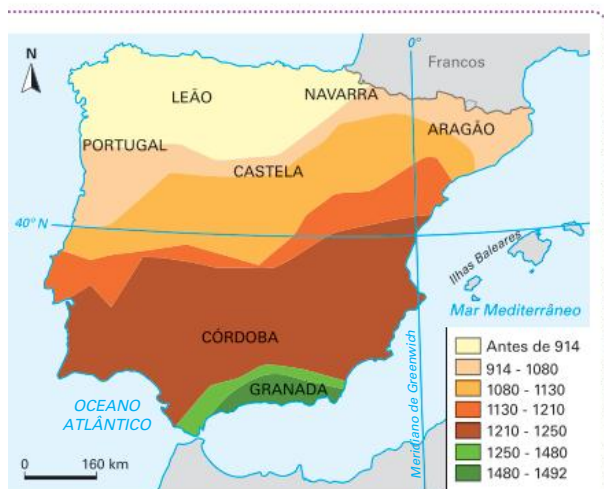 N
0°
Francos
LEÃO
NAVARRA
ARAGÃO
PORTUGAL
CASTELA
40° N
Ilhas Baleares
Mar Mediterrâneo
CÓRDOBA
GRANADA
OCEANO
ATLÂNTICO
Meridiano de Greenwich
0 160 km
Antes de 914
914 - 1080
1080 - 1130
1130 - 1210
1210 - 1250
1250 - 1480
1480 - 1492